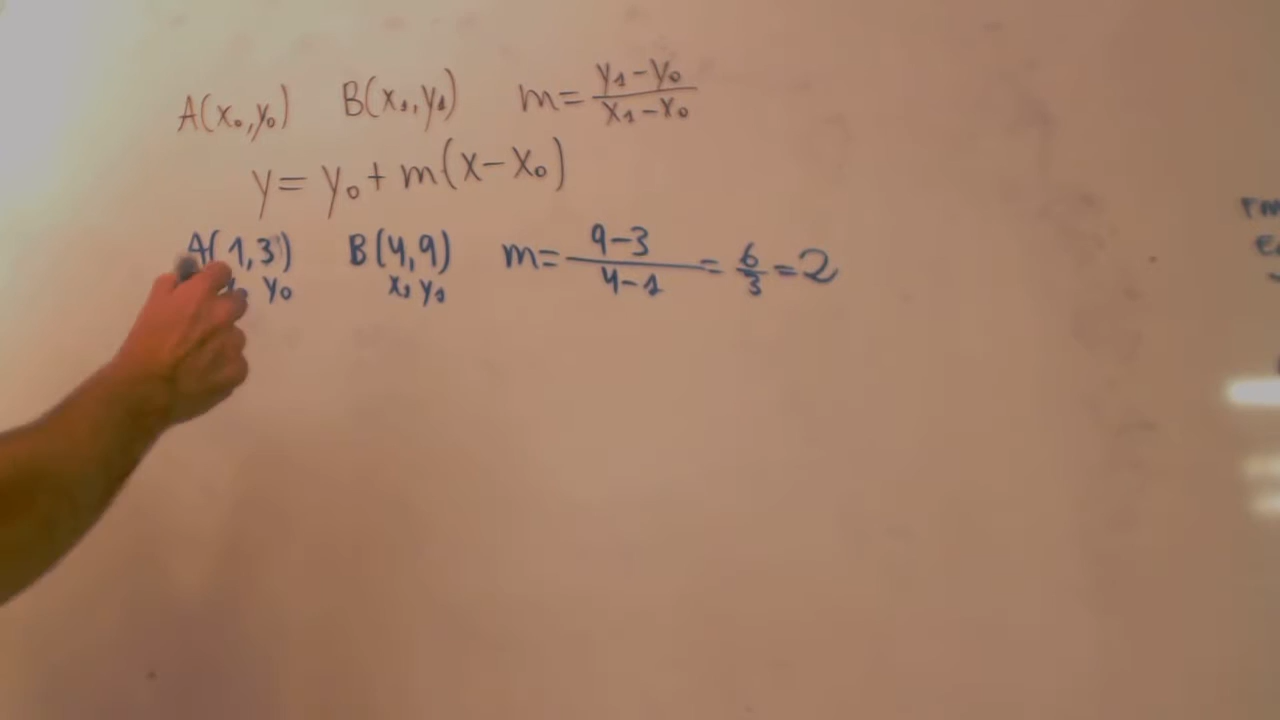 A(x₀,y₀) B(x₁,y₁) m=(y₁-y₀)/(x₁-x₀)
y=y₀+m(x-x₀)
A(1,3) B(4,9) m=(9-3)/(4-1)=6/3=2
y₀ x₁ y₁